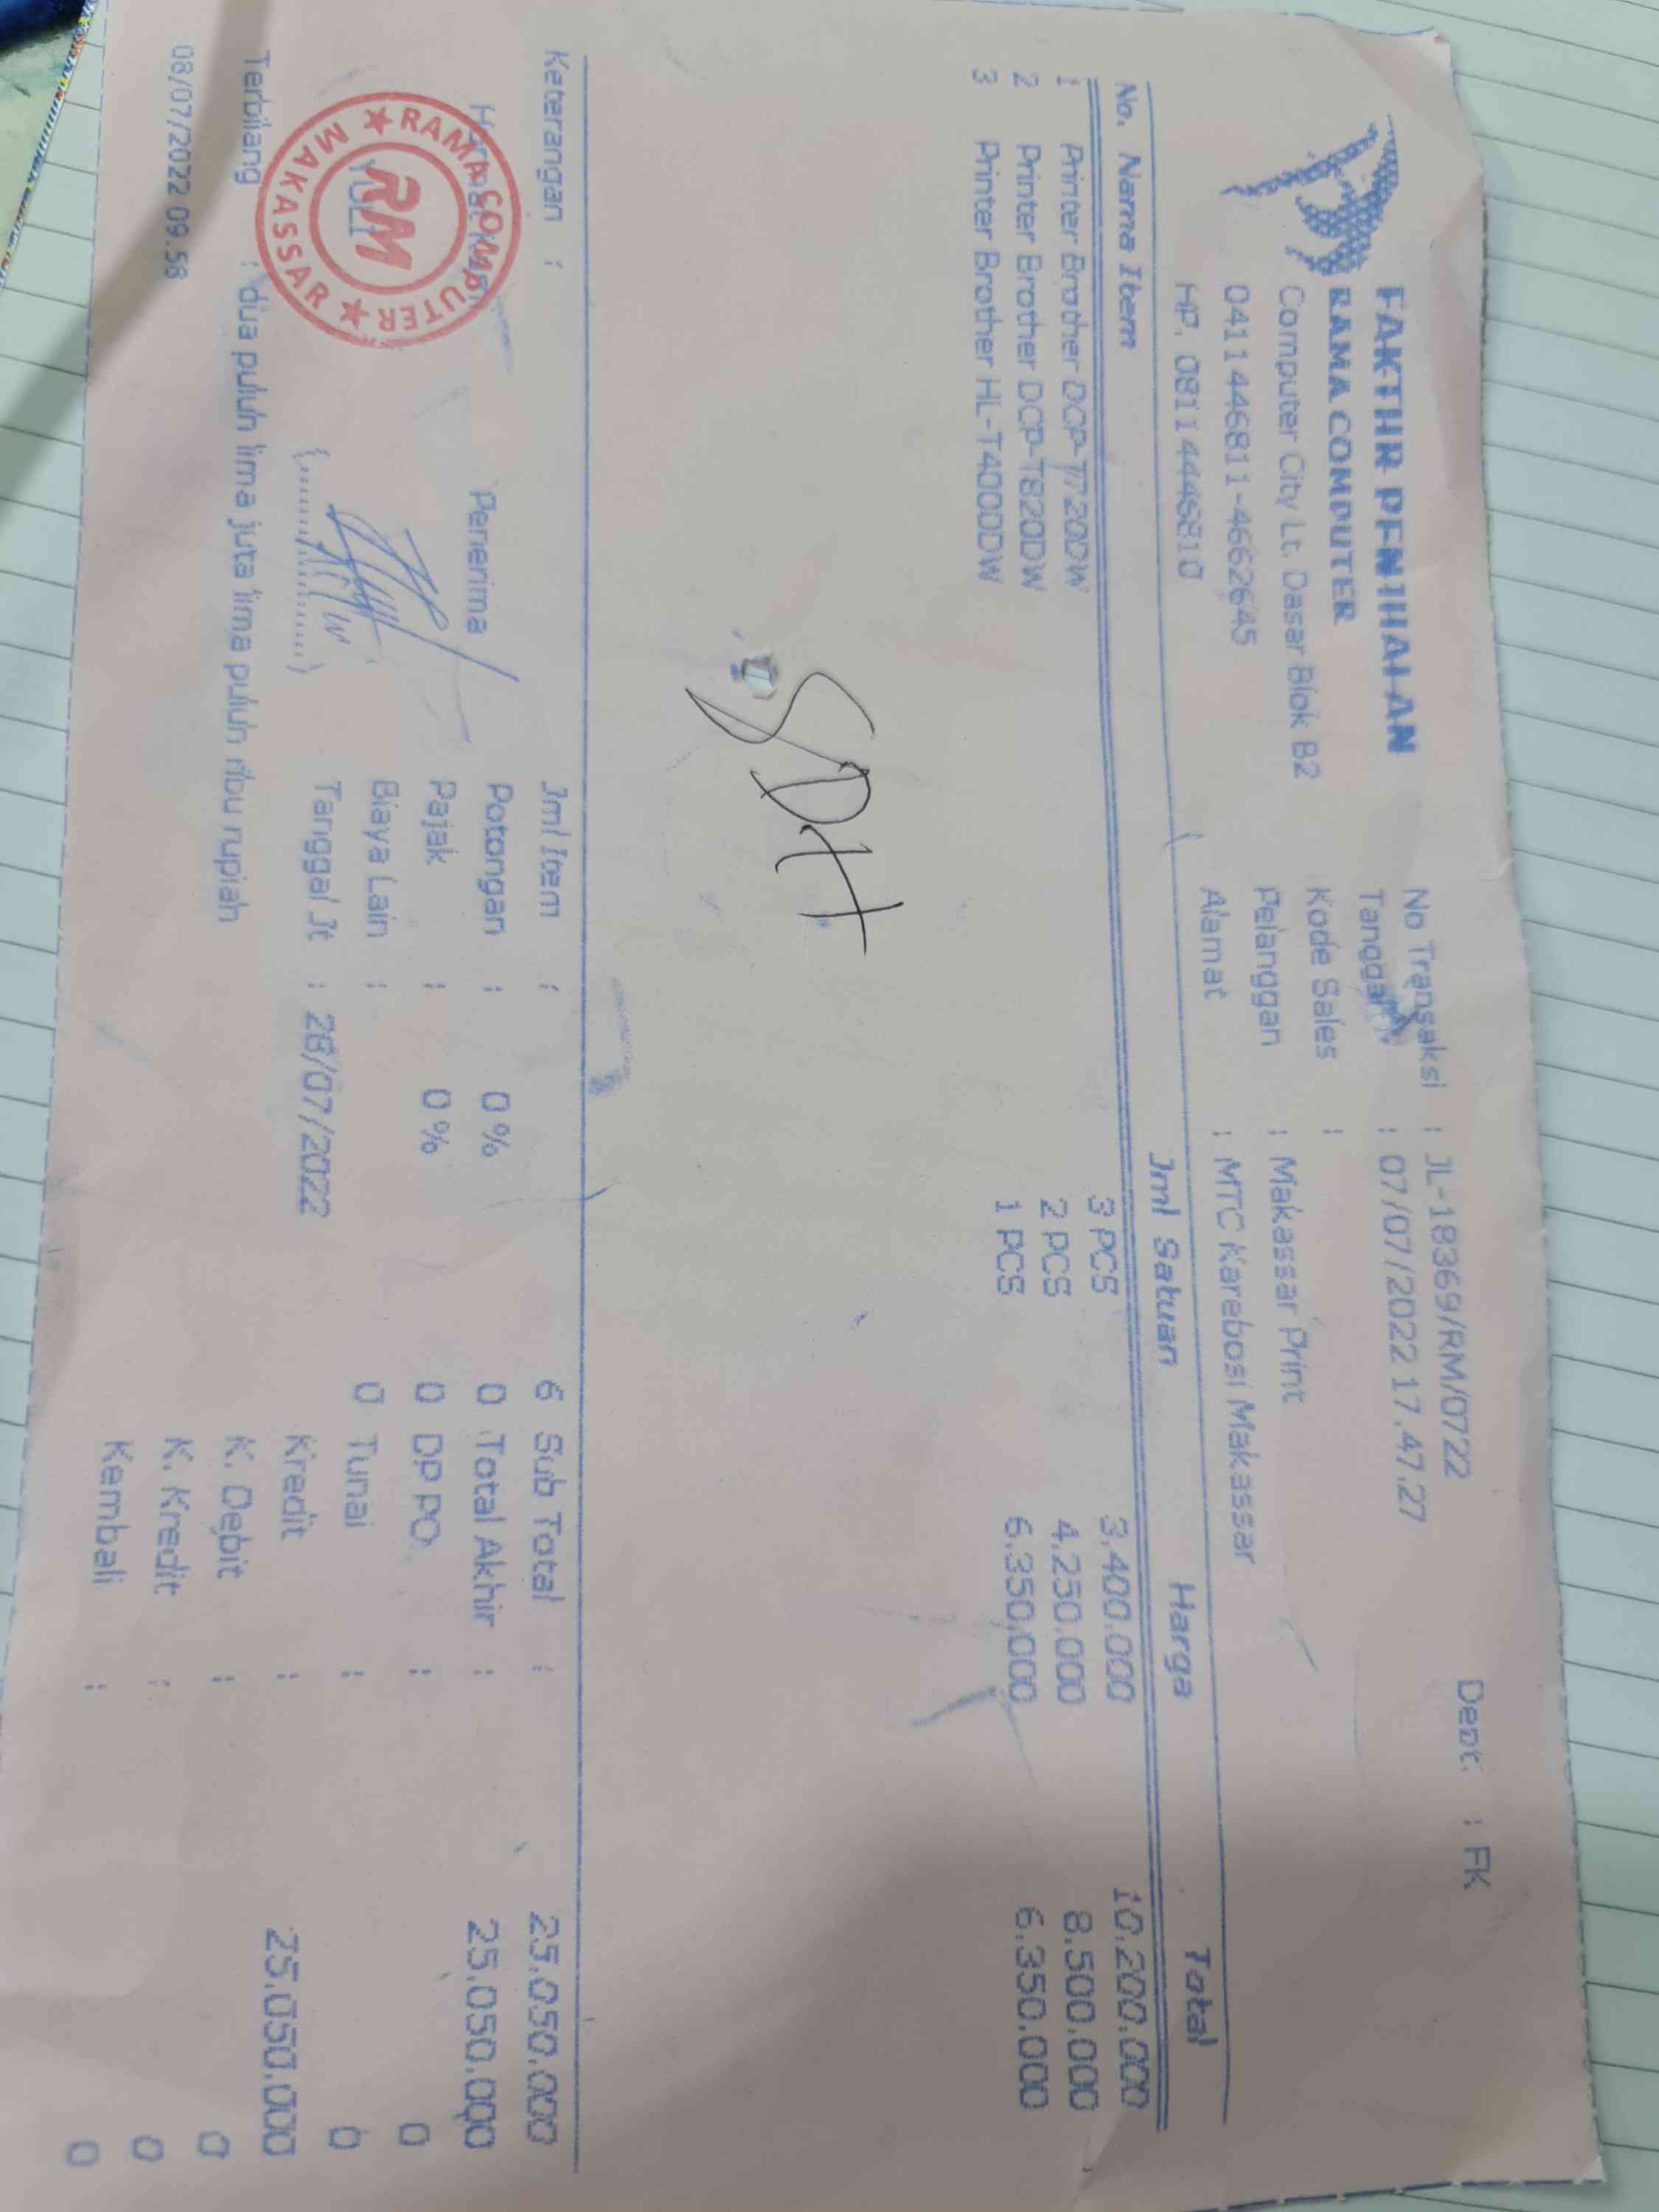 FAKTUR PENJUALAN
RAMA COMPUTER
Computer City Lt. Dasar Blok B2
0411446811-4662645
HP. 08114446810
Dept. : FK
No Transaksi : JL-18369/RM/0722
Tanggal : 07/07/2022 17.47.27
Kode Sales :
Pelanggan : Makassar Print
Alamat : MTC Karebosi Makassar
No. Nama Item Jml Satuan Harga Total
1 Printer Brother DCP-T720DW 3 PCS 3.400.000 10.200.000
2 Printer Brother DCP-T820DW 2 PCS 4.250.000 8.500.000
3 Printer Brother HL-T4000DW 1 PCS 6.350.000 6.350.000
SDH
Keterangan :
Jml Item : 6
Potongan : 0 % 0
Pajak : 0 % 0
Biaya Lain : 0
Tanggal Jt : 28/07/2022
Sub Total : 25.050.000
Total Akhir : 25.050.000
DP PO : 0
Tunai : 0
Kredit : 25.050.000
K. Debit : 0
K. Kredit : 0
Kembali : 0
Penerima
RAMA COMPUTER
RM
MAKASSAR
Terbilang : dua puluh lima juta lima puluh ribu rupiah
08/07/2022 09.58